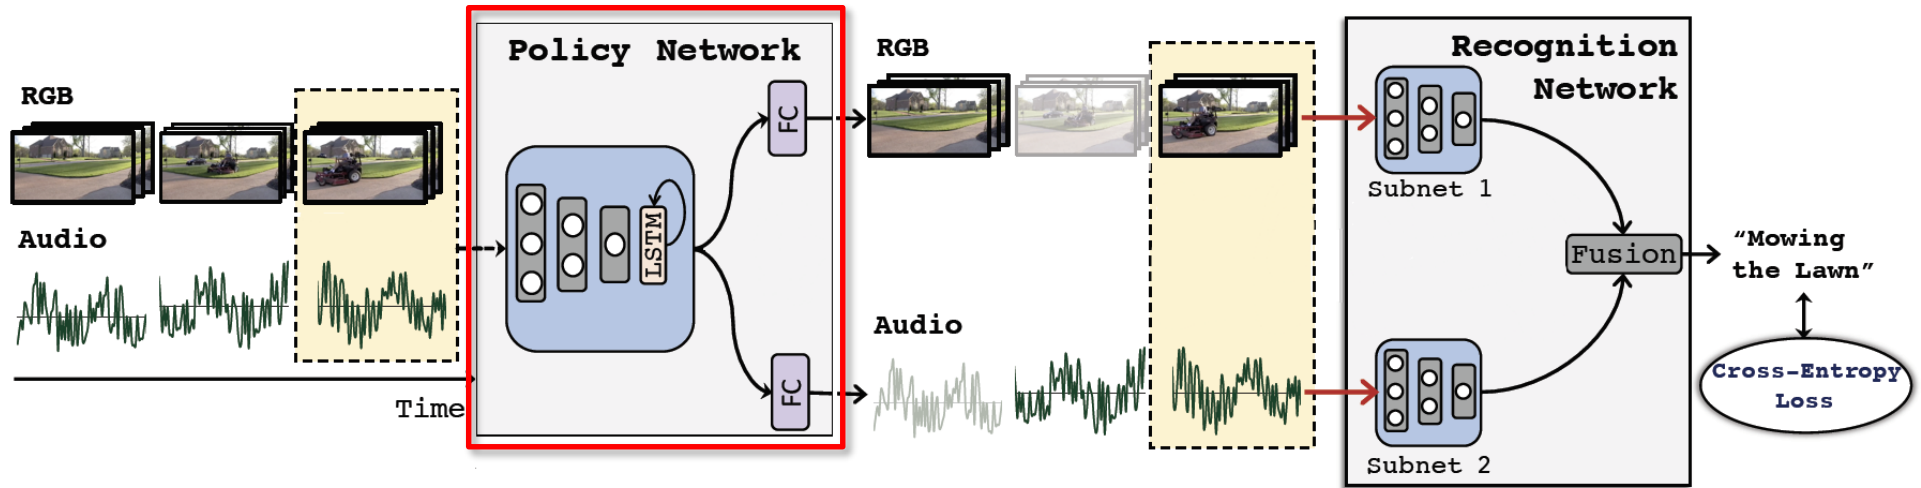 RGB
Audio
Time
Policy Network
LSTM
FC
FC
RGB
Audio
Recognition
Network
Subnet 1
Fusion
Subnet 2
“Mowing
the Lawn”
Cross-Entropy
Loss